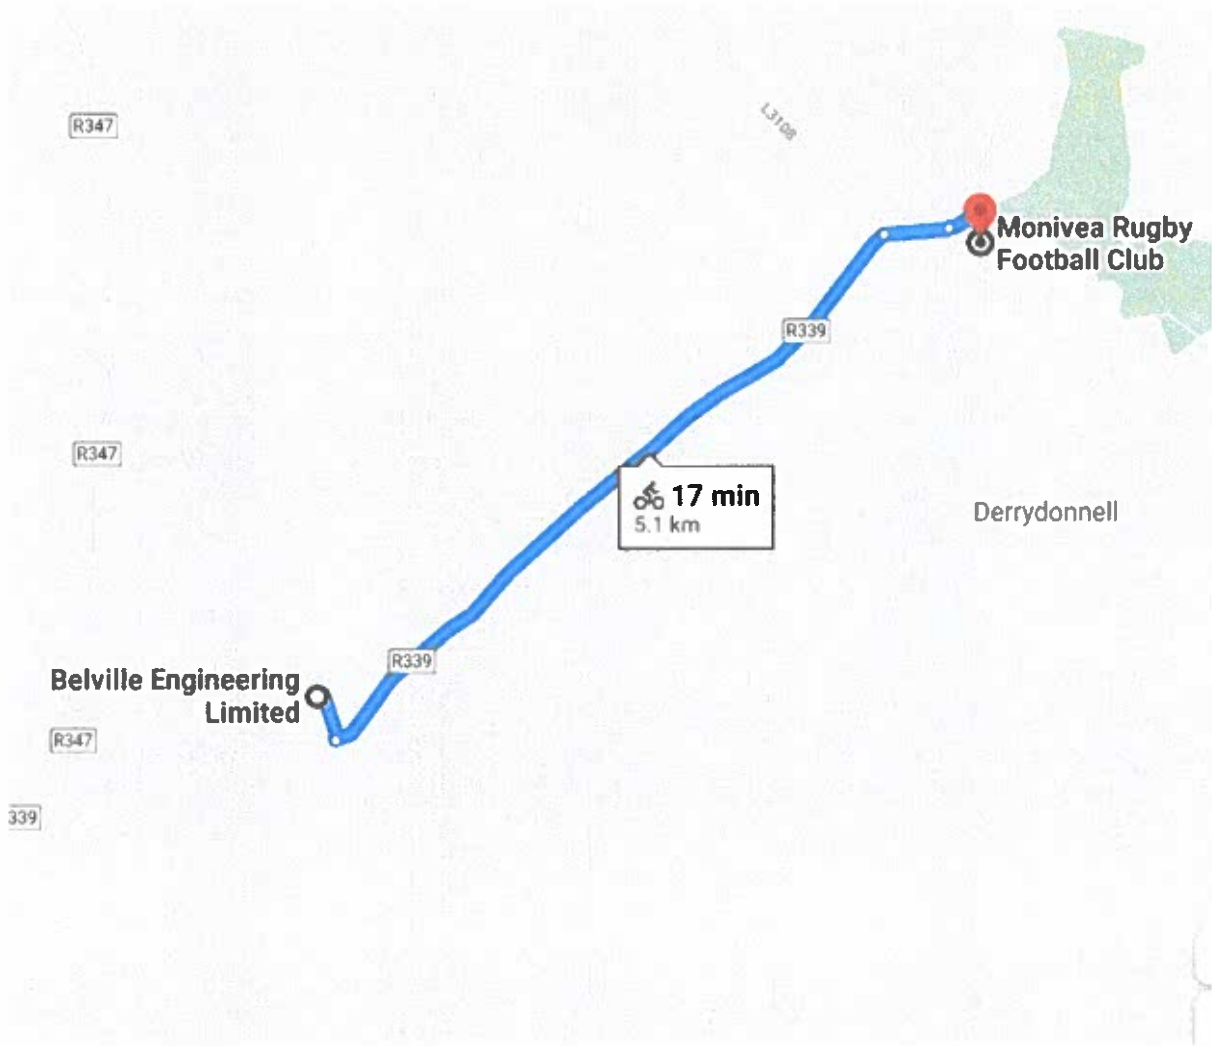 R347
L3108
Monivea Rugby
Football Club
R339
R347
17 min
5.1 km
Derrydonnell
R339
Belville Engineering
Limited
R347
339